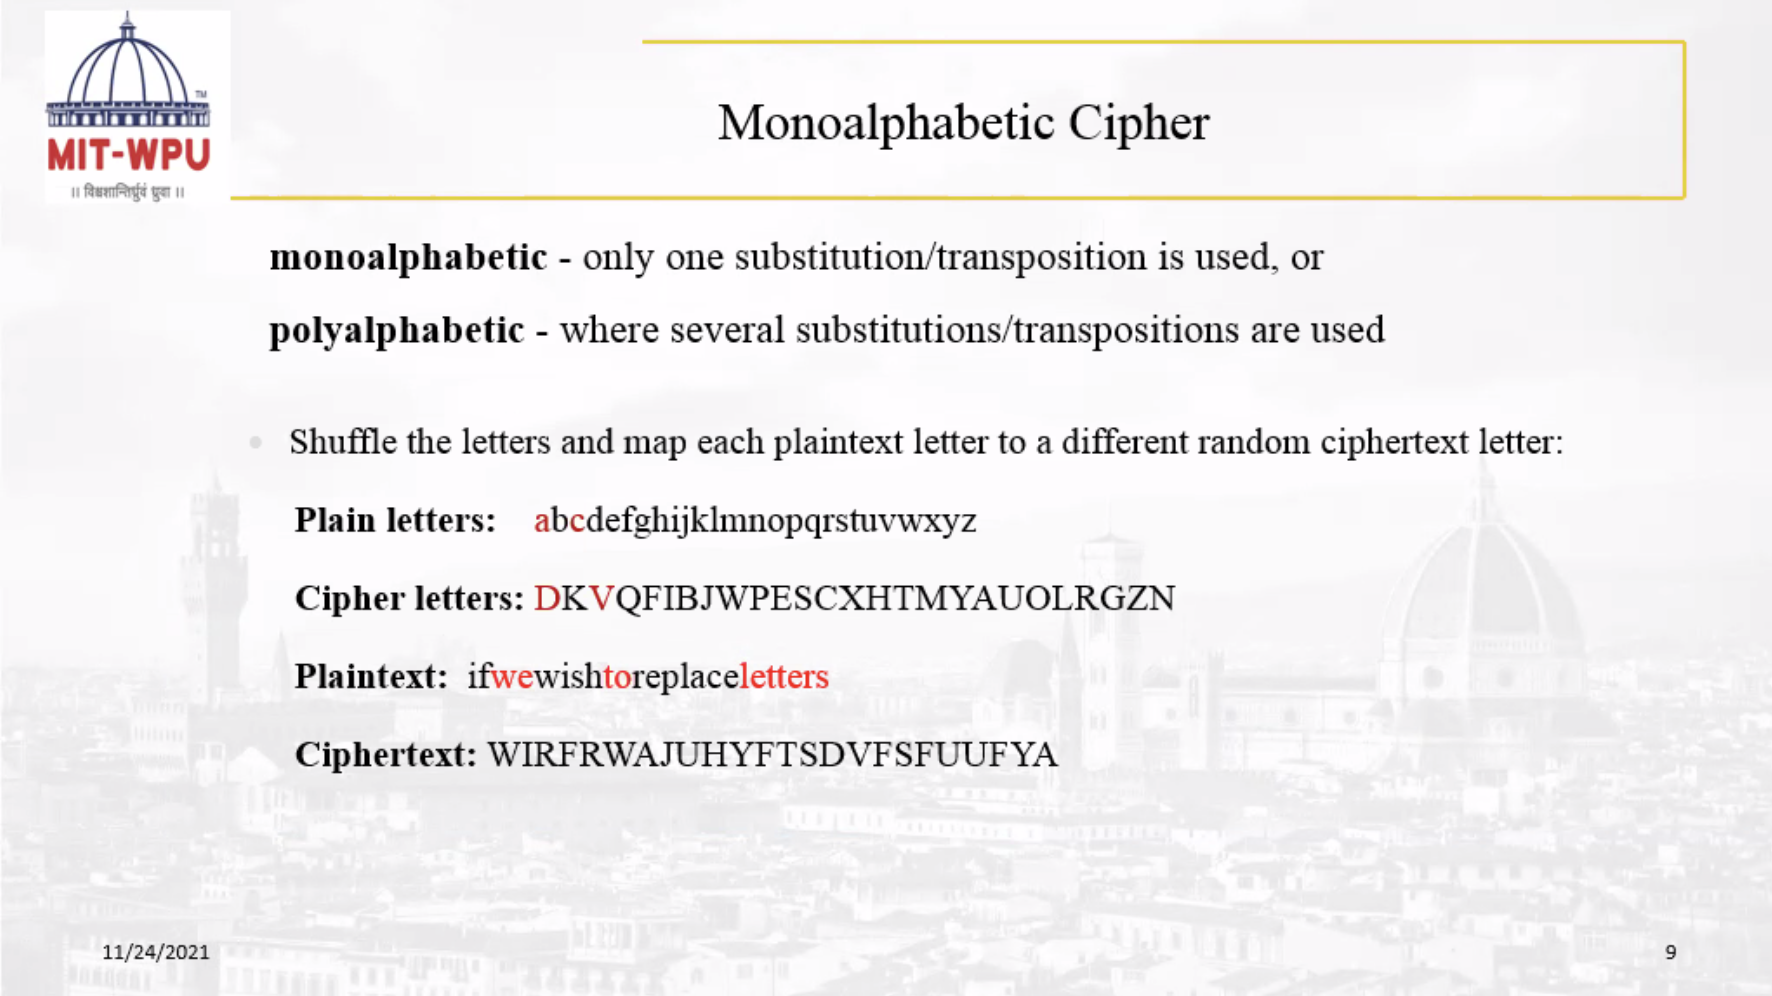 TM
MIT-WPU
॥ विश्वशान्तिर्ध्रुवं ध्रुवा ॥
Monoalphabetic Cipher
monoalphabetic - only one substitution/transposition is used, or
polyalphabetic - where several substitutions/transpositions are used
• Shuffle the letters and map each plaintext letter to a different random ciphertext letter:
Plain letters: abcdefghijklmnopqrstuvwxyz
Cipher letters: DKVQFIBJWPESCXHTMYAUOLRGZN
Plaintext: ifwewishtoreplaceletters
Ciphertext: WIRFRWAJUHYFTSDVFSFUUFYA
11/24/2021
9